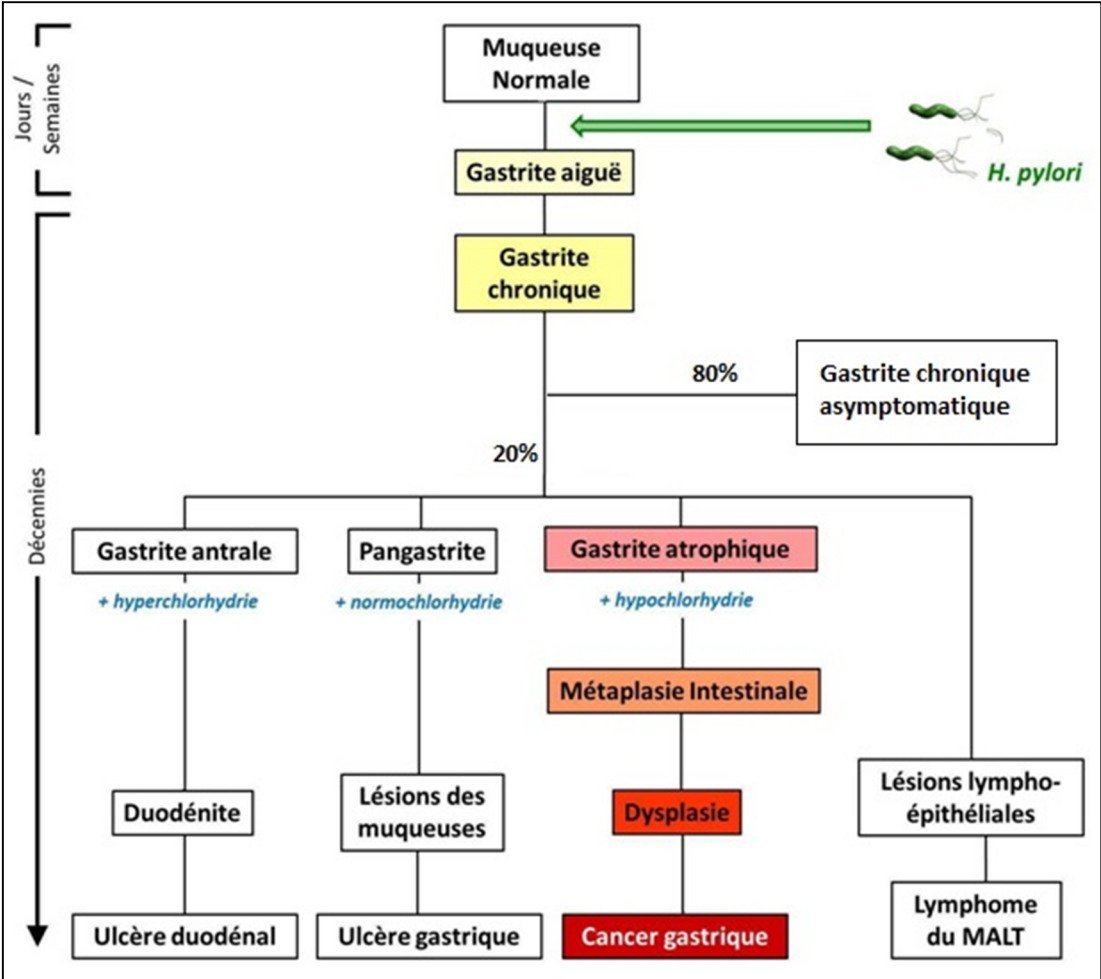 Jours /
Semaines
Muqueuse
Normale
H. pylori
Gastrite aiguë
Gastrite
chronique
80%
Gastrite chronique
asymptomatique
20%
Décennies
Gastrite antrale
Pangastrite
Gastrite atrophique
+ hyperchlorhydrie
+ normochlorhydrie
+ hypochlorhydrie
Métaplasie Intestinale
Duodénite
Lésions des
muqueuses
Dysplasie
Lésions lympho-
épithéliales
Ulcère duodénal
Ulcère gastrique
Cancer gastrique
Lymphome
du MALT